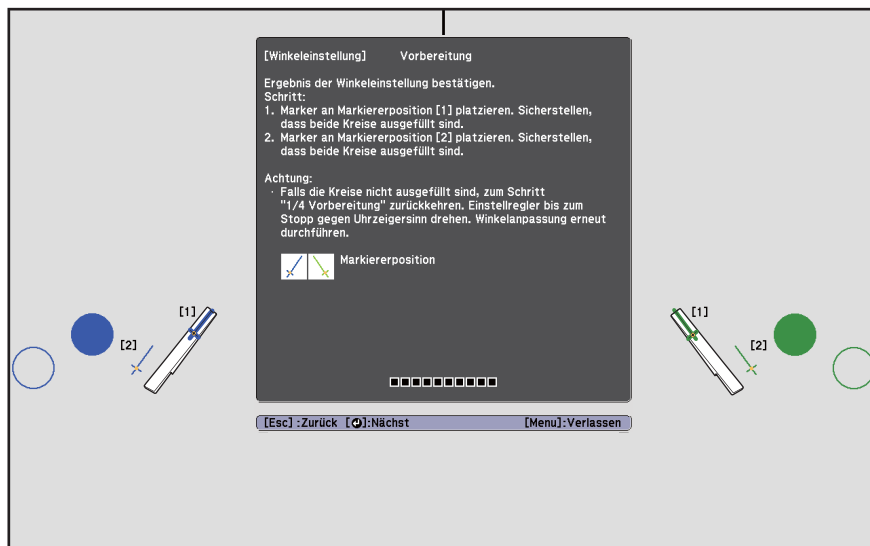 [Winkeleinstellung] Vorbereitung
Ergebnis der Winkeleinstellung bestätigen.
Schritt:
1. Marker an Markiererposition [1] platzieren. Sicherstellen,
dass beide Kreise ausgefüllt sind.
2. Marker an Markiererposition [2] platzieren. Sicherstellen,
dass beide Kreise ausgefüllt sind.
Achtung:
· Falls die Kreise nicht ausgefüllt sind, zum Schritt
"1/4 Vorbereitung" zurückkehren. Einstellregler bis zum
Stopp gegen Uhrzeigersinn drehen. Winkelanpassung erneut
durchführen.
Markiererposition
[1]
[2]
[1]
[2]
[Esc] :Zurück [⏎]:Nächst [Menu]:Verlassen